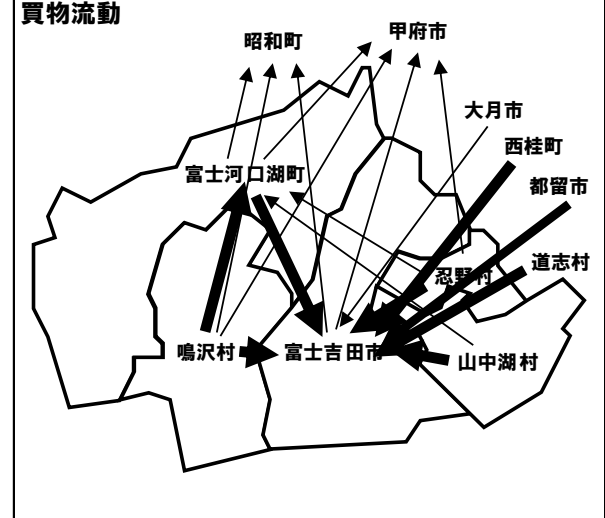 買物流動
昭和町
甲府市
大月市
西桂町
都留市
富士河口湖町
道志村
忍野村
鳴沢村
富士吉田市
山中湖村